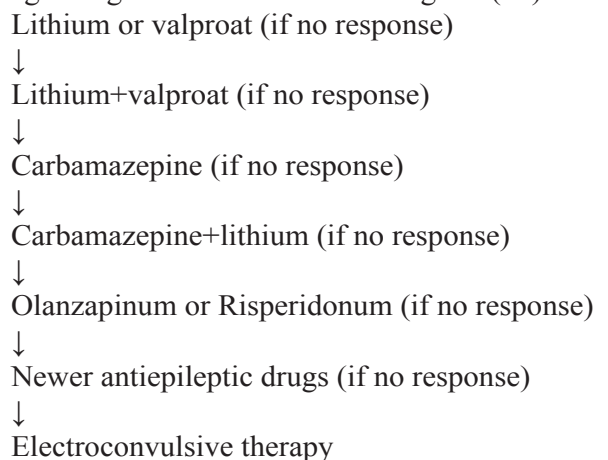 Lithium or valproat (if no response)
↓
Lithium+valproat (if no response)
↓
Carbamazepine (if no response)
↓
Carbamazepine+lithium (if no response)
↓
Olanzapinum or Risperidonum (if no response)
↓
Newer antiepileptic drugs (if no response)
↓
Electroconvulsive therapy